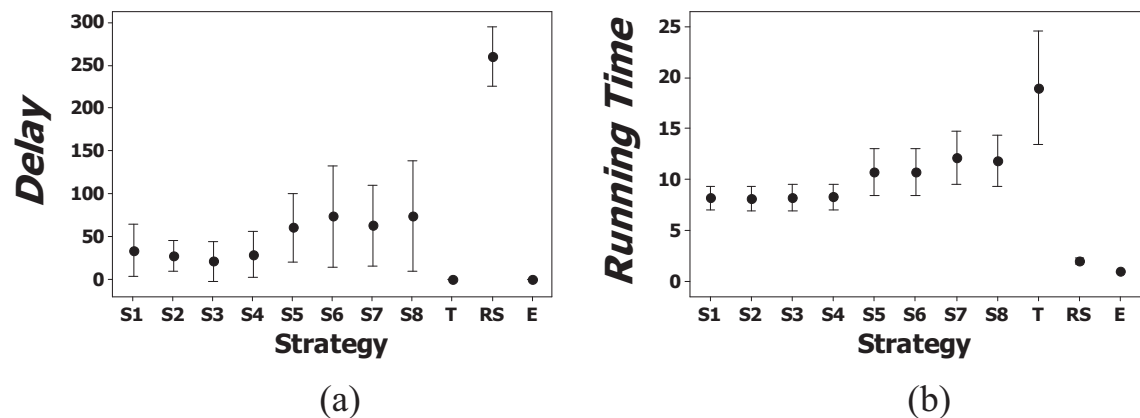 Delay
300
250
200
150
100
50
0
S1 S2 S3 S4 S5 S6 S7 S8 T RS E
Strategy
(a)
Running Time
25
20
15
10
5
0
S1 S2 S3 S4 S5 S6 S7 S8 T RS E
Strategy
(b)